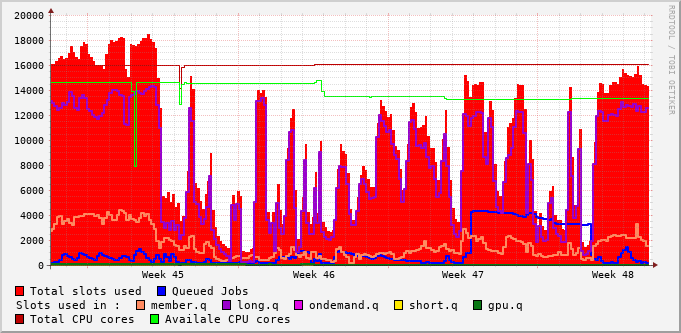 20000
18000
16000
14000
12000
10000
8000
6000
4000
2000
0
Week 45 Week 46 Week 47 Week 48
RRDTOOL / TOBI OETIKER
Total slots used Queued Jobs
Slots used in : member.q long.q ondemand.q short.q gpu.q
Total CPU cores Availale CPU cores